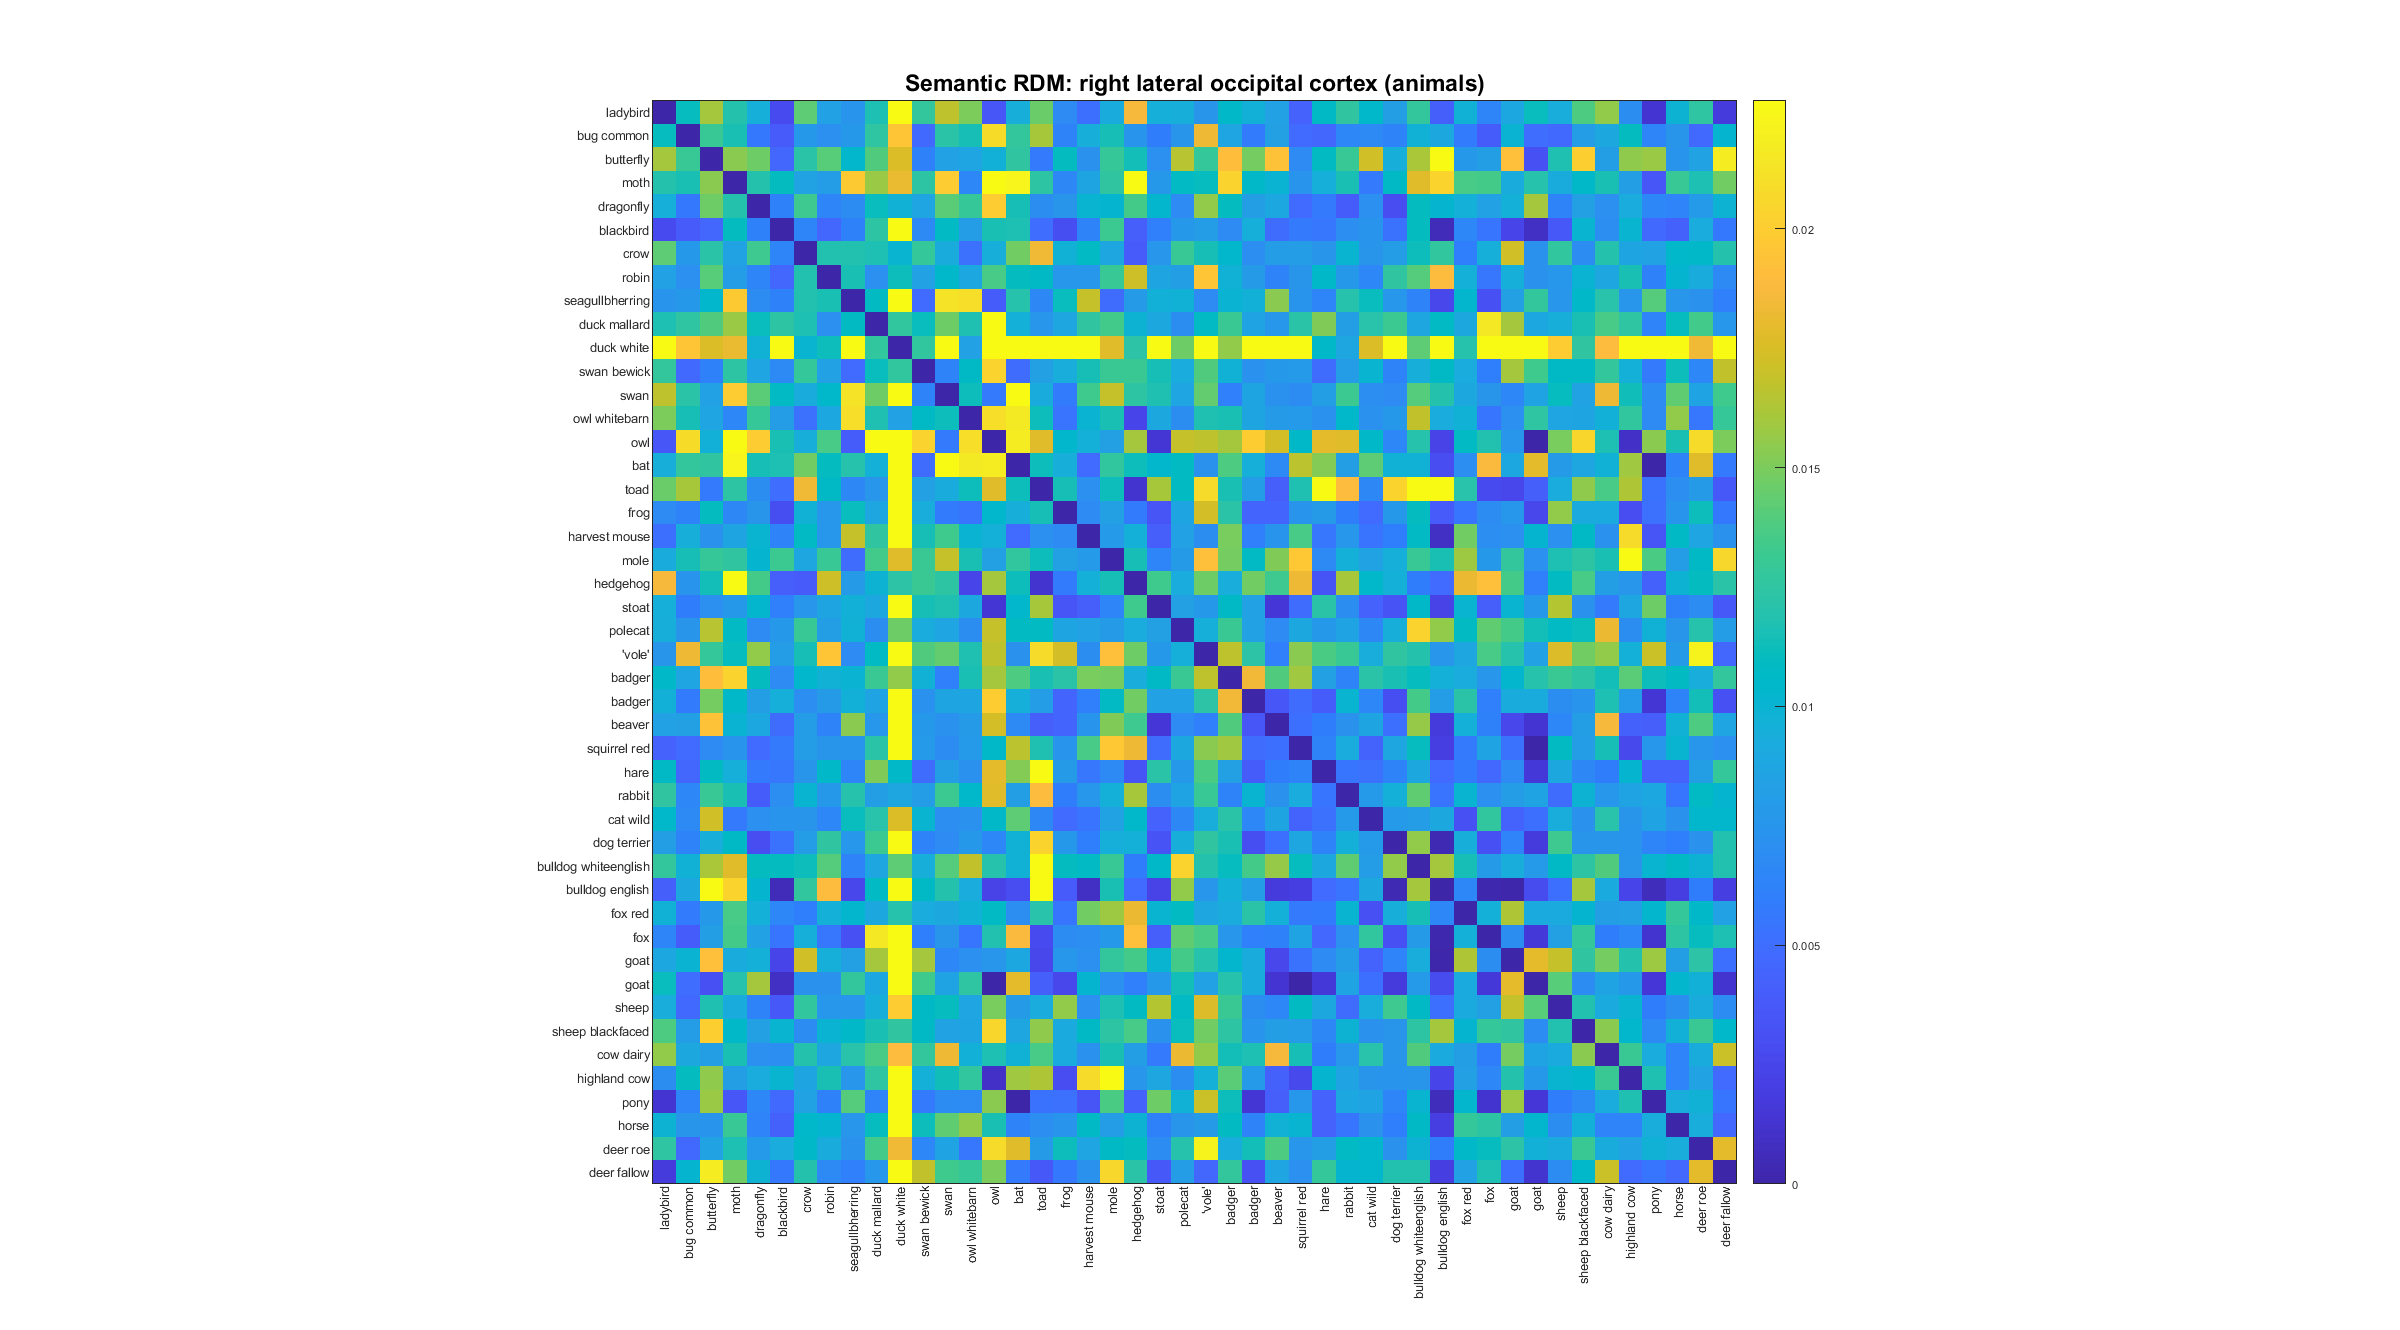 Semantic RDM: right lateral occipital cortex (animals)
ladybird
bug common
butterfly
moth
dragonfly
blackbird
crow
robin
seagullbherring
duck mallard
duck white
swan bewick
swan
owl whitebarn
owl
bat
toad
frog
harvest mouse
mole
hedgehog
stoat
polecat
'vole'
badger
badger
beaver
squirrel red
hare
rabbit
cat wild
dog terrier
bulldog whiteenglish
bulldog english
fox red
fox
goat
goat
sheep
sheep blackfaced
cow dairy
highland cow
pony
horse
deer roe
deer fallow
ladybird
bug common
butterfly
moth
dragonfly
blackbird
crow
robin
seagullbherring
duck mallard
duck white
swan bewick
swan
owl whitebarn
owl
bat
toad
frog
harvest mouse
mole
hedgehog
stoat
polecat
'vole'
badger
badger
beaver
squirrel red
hare
rabbit
cat wild
dog terrier
bulldog whiteenglish
bulldog english
fox red
fox
goat
goat
sheep
sheep blackfaced
cow dairy
highland cow
pony
horse
deer roe
deer fallow
0.02
0.015
0.01
0.005
0